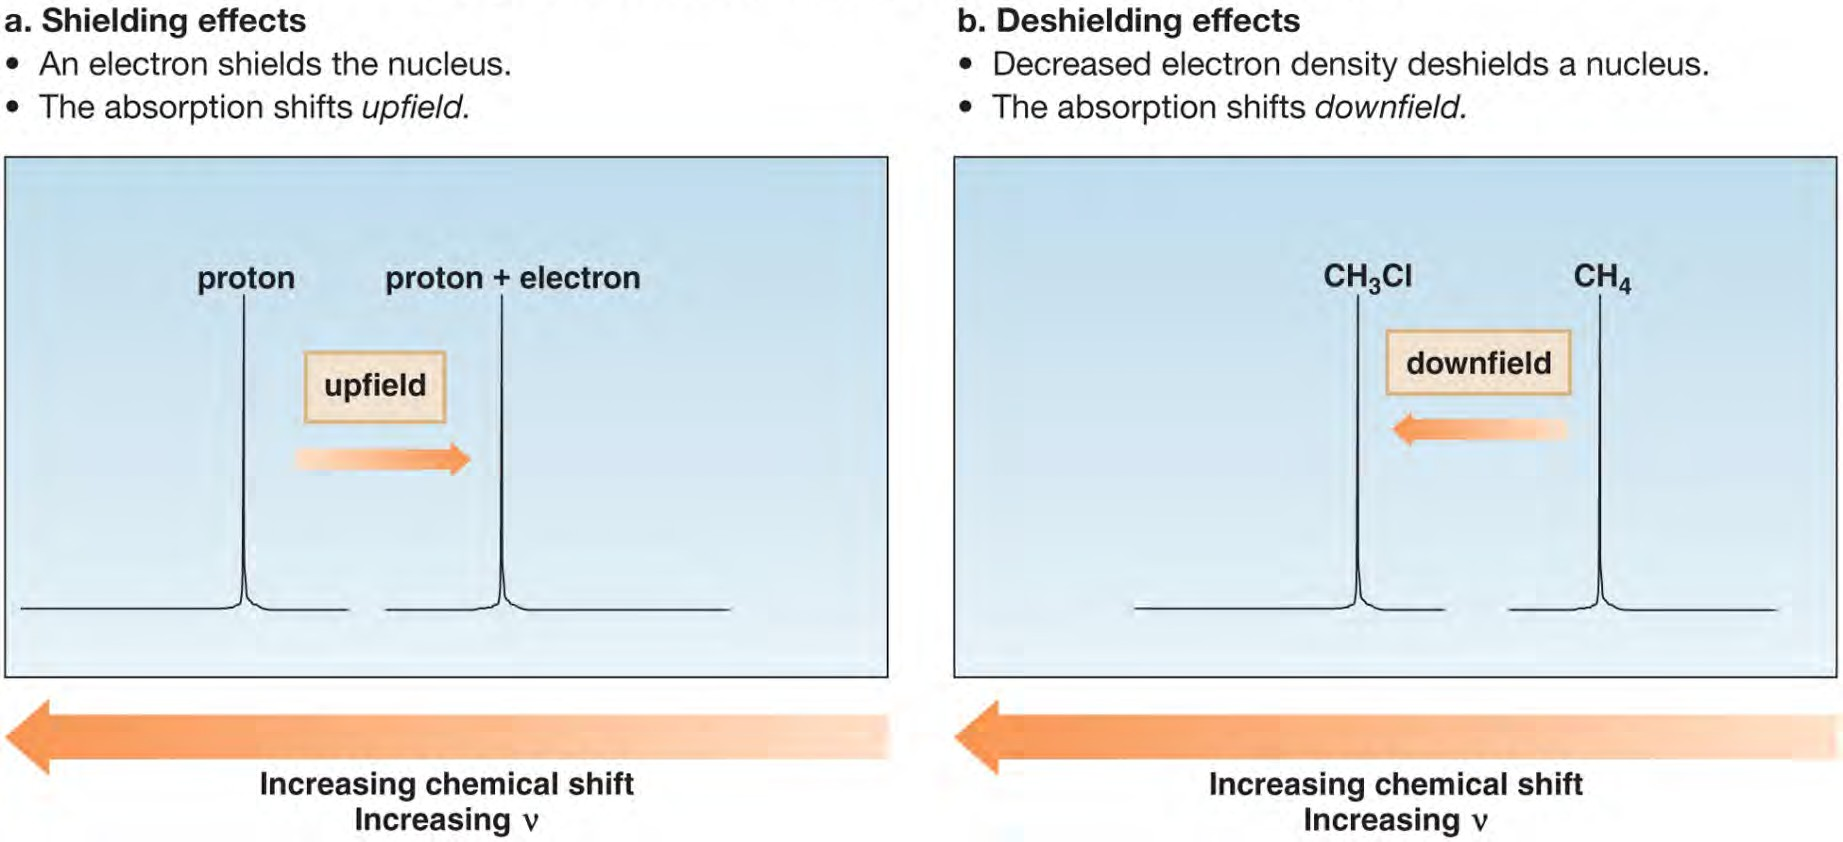 a. Shielding effects
• An electron shields the nucleus.
• The absorption shifts upfield.
proton
proton + electron
upfield
Increasing chemical shift
Increasing ν
b. Deshielding effects
• Decreased electron density deshields a nucleus.
• The absorption shifts downfield.
CH₃Cl
CH₄
downfield
Increasing chemical shift
Increasing ν